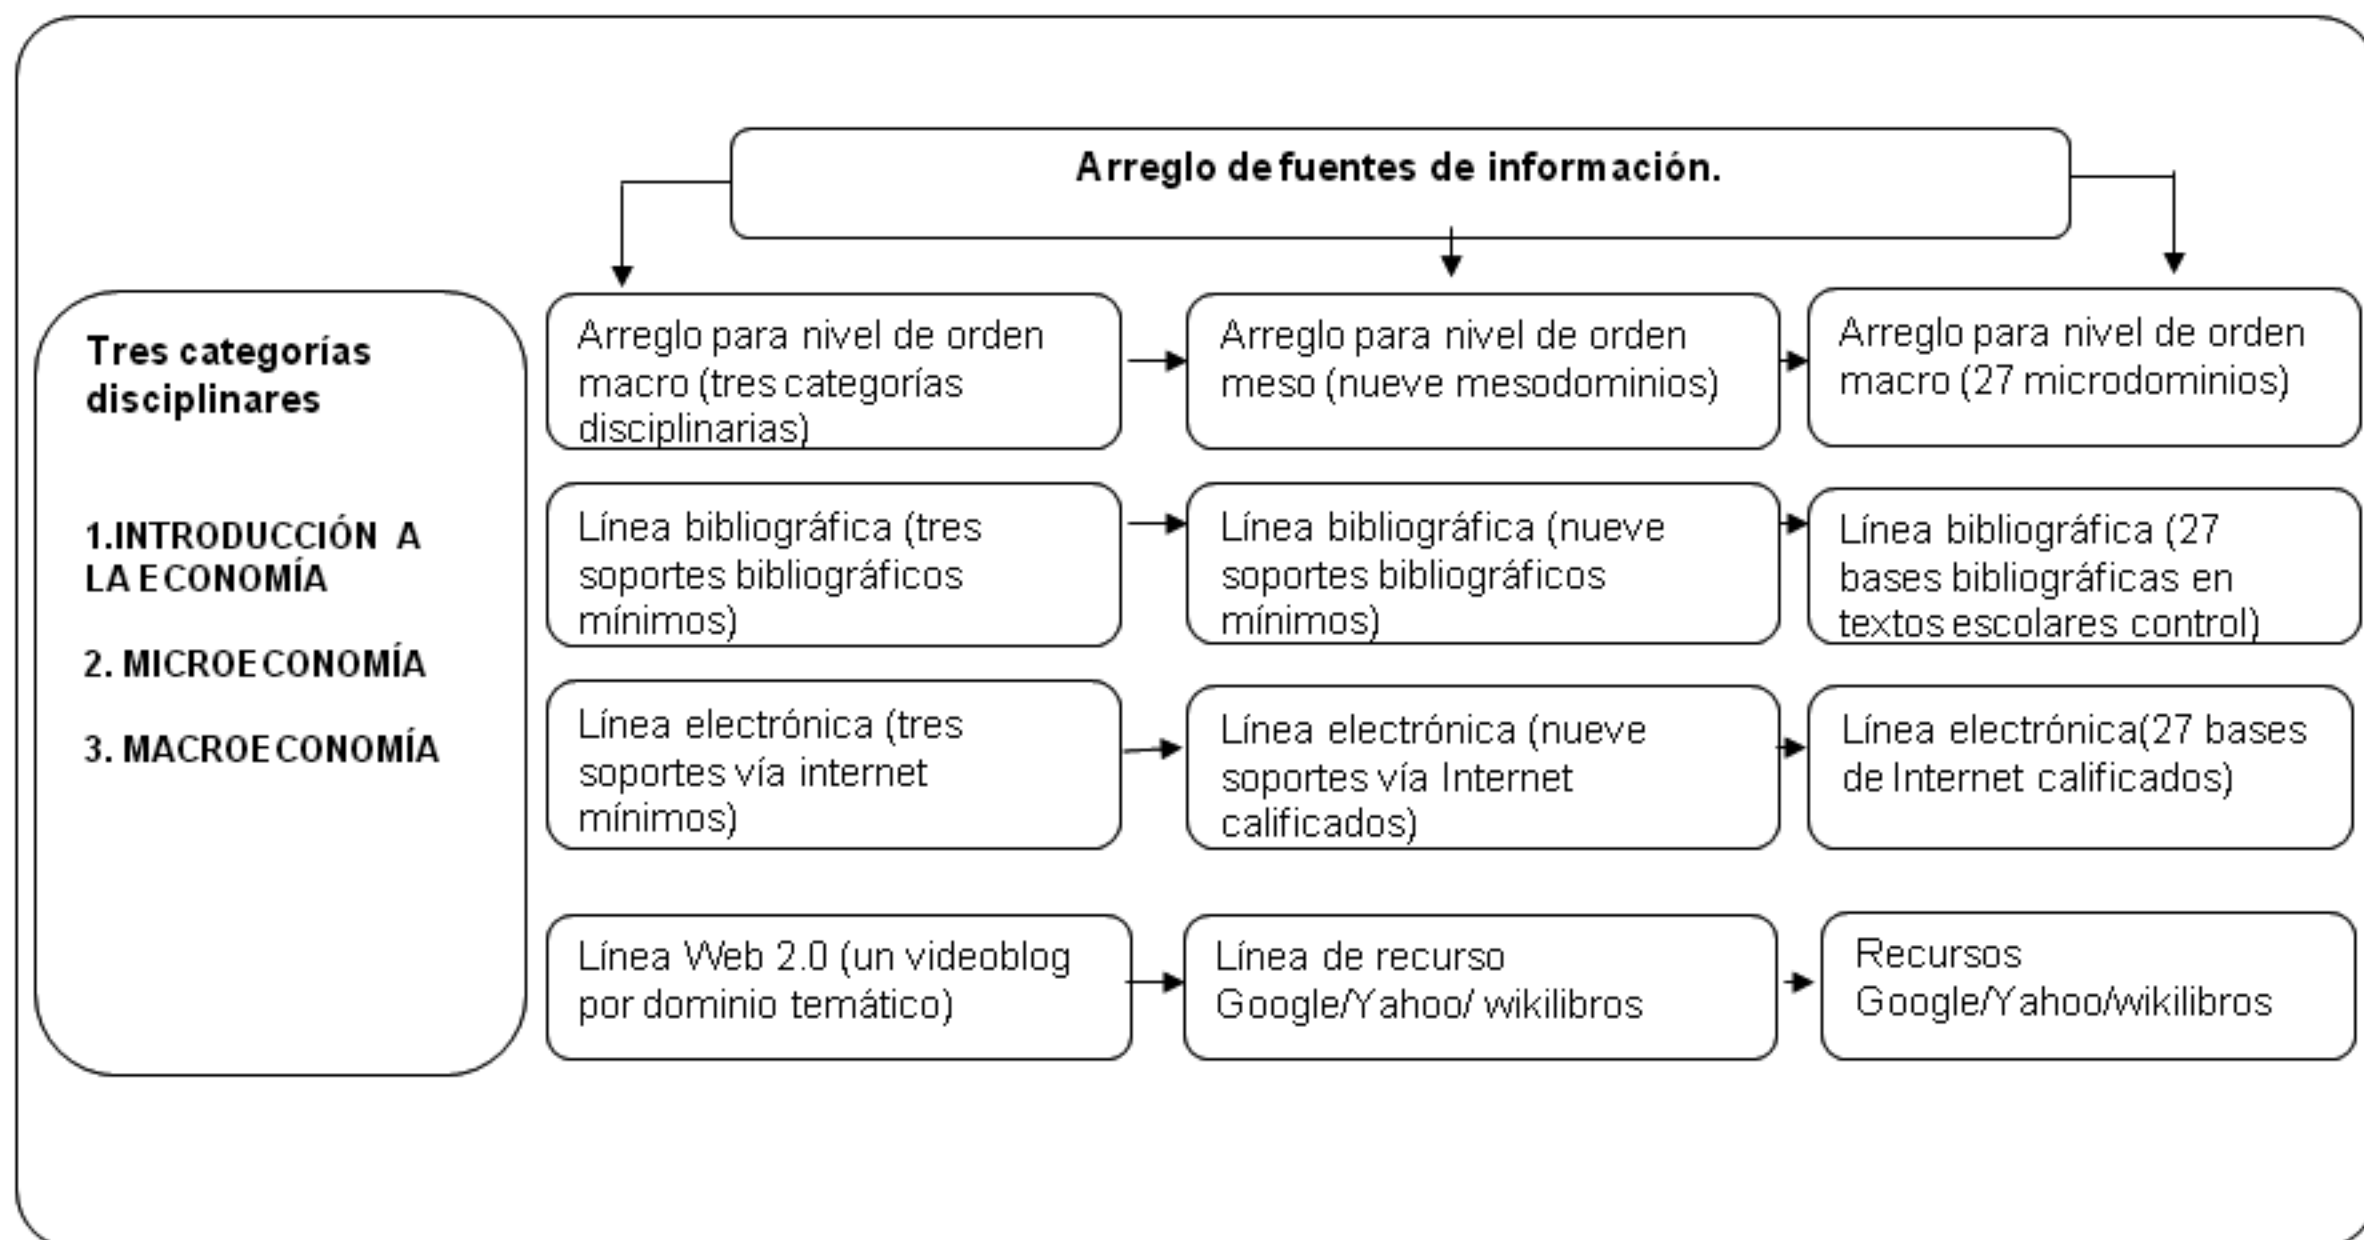 Arreglo de fuentes de información.
Tres categorías
disciplinares
1.INTRODUCCIÓN A
LA ECONOMÍA
2. MICROECONOMÍA
3. MACROECONOMÍA
Arreglo para nivel de orden
macro (tres categorías
disciplinarias)
Arreglo para nivel de orden
meso (nueve mesodominios)
Arreglo para nivel de orden
macro (27 microdominios)
Línea bibliográfica (tres
soportes bibliográficos
mínimos)
Línea bibliográfica (nueve
soportes bibliográficos
mínimos)
Línea bibliográfica (27
bases bibliográficas en
textos escolares control)
Línea electrónica (tres
soportes vía internet
mínimos)
Línea electrónica (nueve
soportes vía Internet
calificados)
Línea electrónica(27 bases
de Internet calificados)
Línea Web 2.0 (un videoblog
por dominio temático)
Línea de recurso
Google/Yahoo/ wikilibros
Recursos
Google/Yahoo/wikilibros